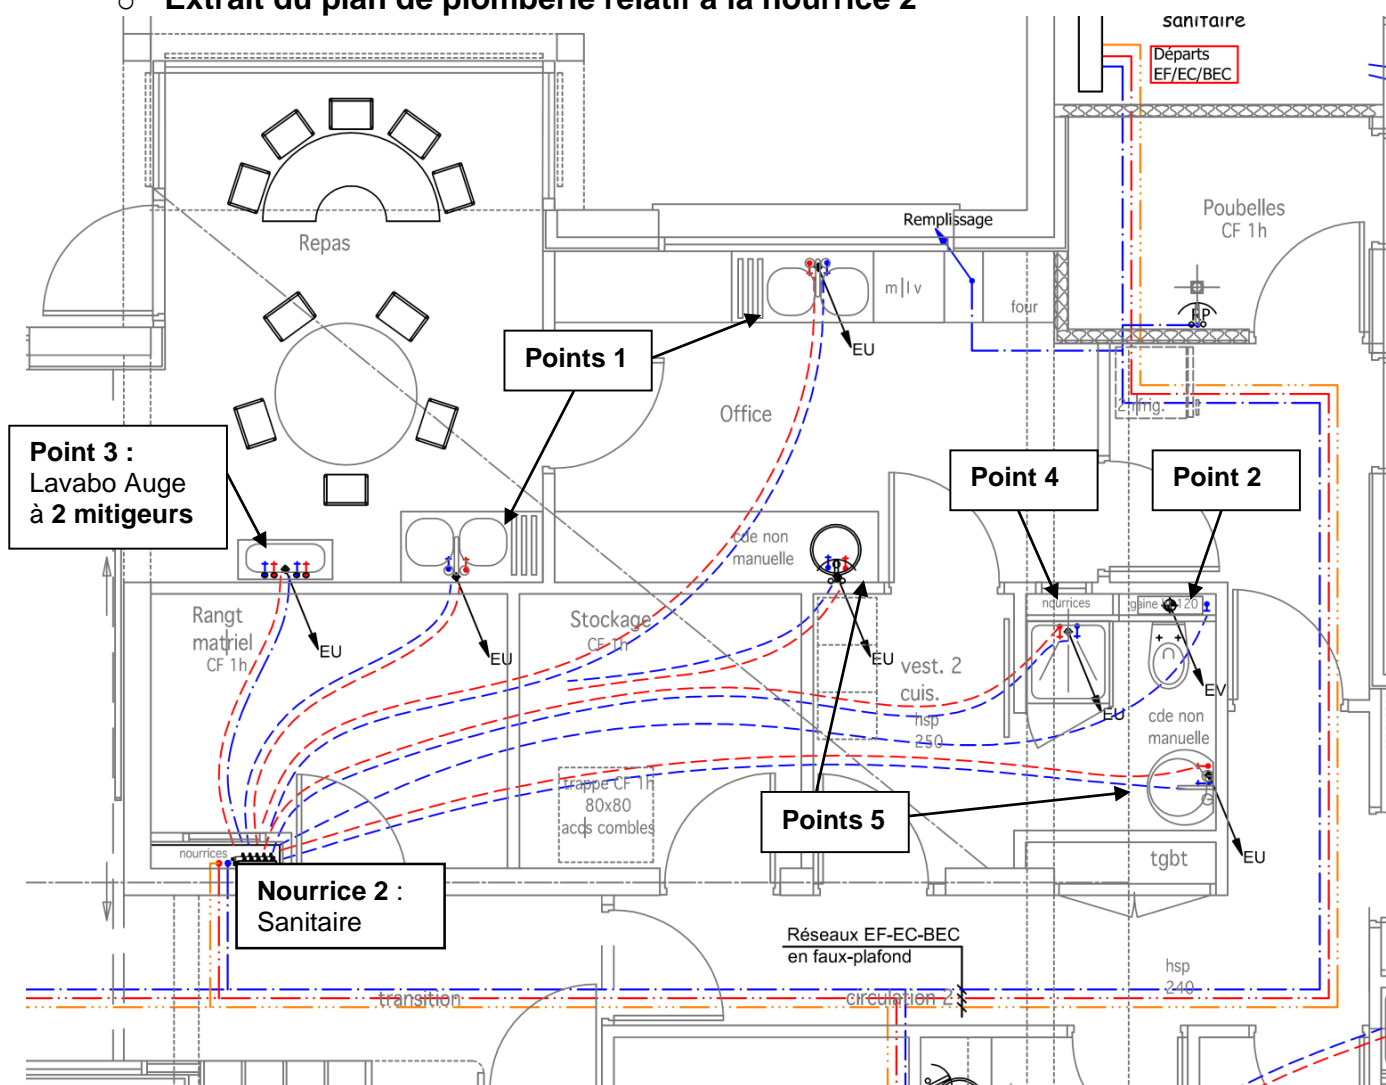 ○ Extrait du plan de plomberie relatif à la nourrice 2
sanitaire
Départs
EF/EC/BEC
Remplissage
Poubelles
CF 1h
Repas
m|l v
four
RP
EU
Points 1
Office
2 frig.
Point 3 :
Lavabo Auge
à 2 mitigeurs
Point 4
Point 2
cde non
manuelle
nourrices
gaine
120
Rangt
matriel
CF 1h
Stockage
CF 1h
EU
EU
EU
vest. 2
cuis.
hsp
250
EU
EV
cde non
manuelle
trappe CF 1h
80x80
accs combles
Points 5
nourrices
tgbt
EU
Nourrice 2 :
Sanitaire
Réseaux EF-EC-BEC
en faux-plafond
hsp
240
transition
circulation 2